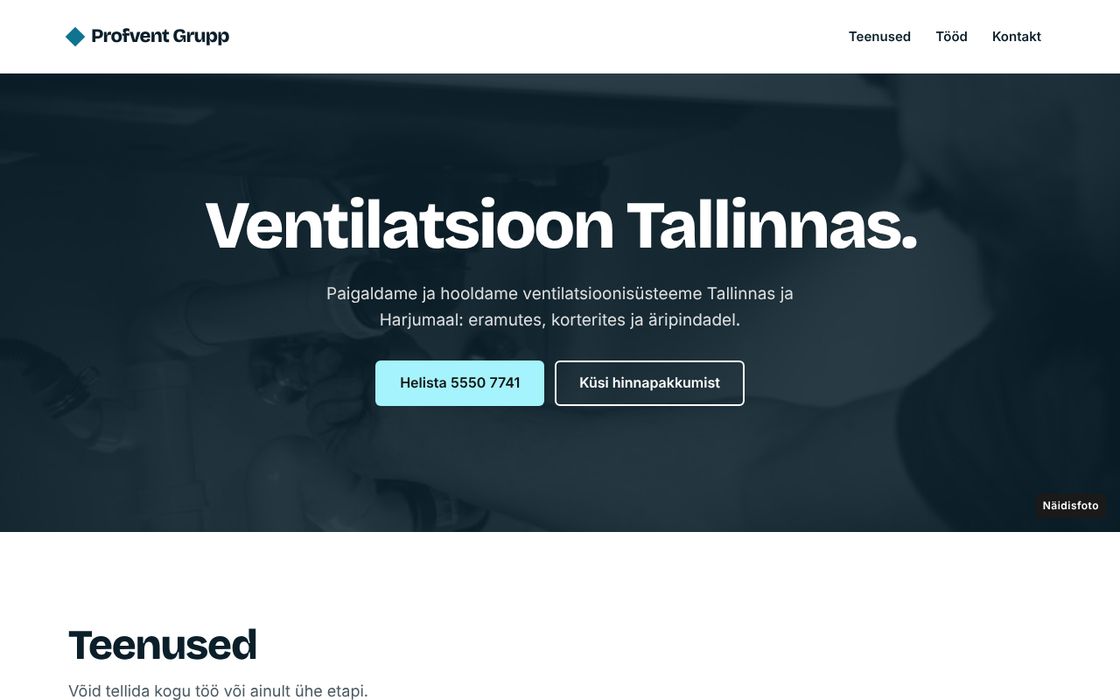 Profvent Grupp
Teenused Tööd Kontakt
Ventilatsioon Tallinnas.
Paigaldame ja hooldame ventilatsioonisüsteeme Tallinnas ja
Harjumaal: eramutes, korterites ja äripindadel.
Helista 5550 7741
Küsi hinnapakkumist
Näidisfoto
Teenused
Võid tellida kogu töö või ainult ühe etapi.